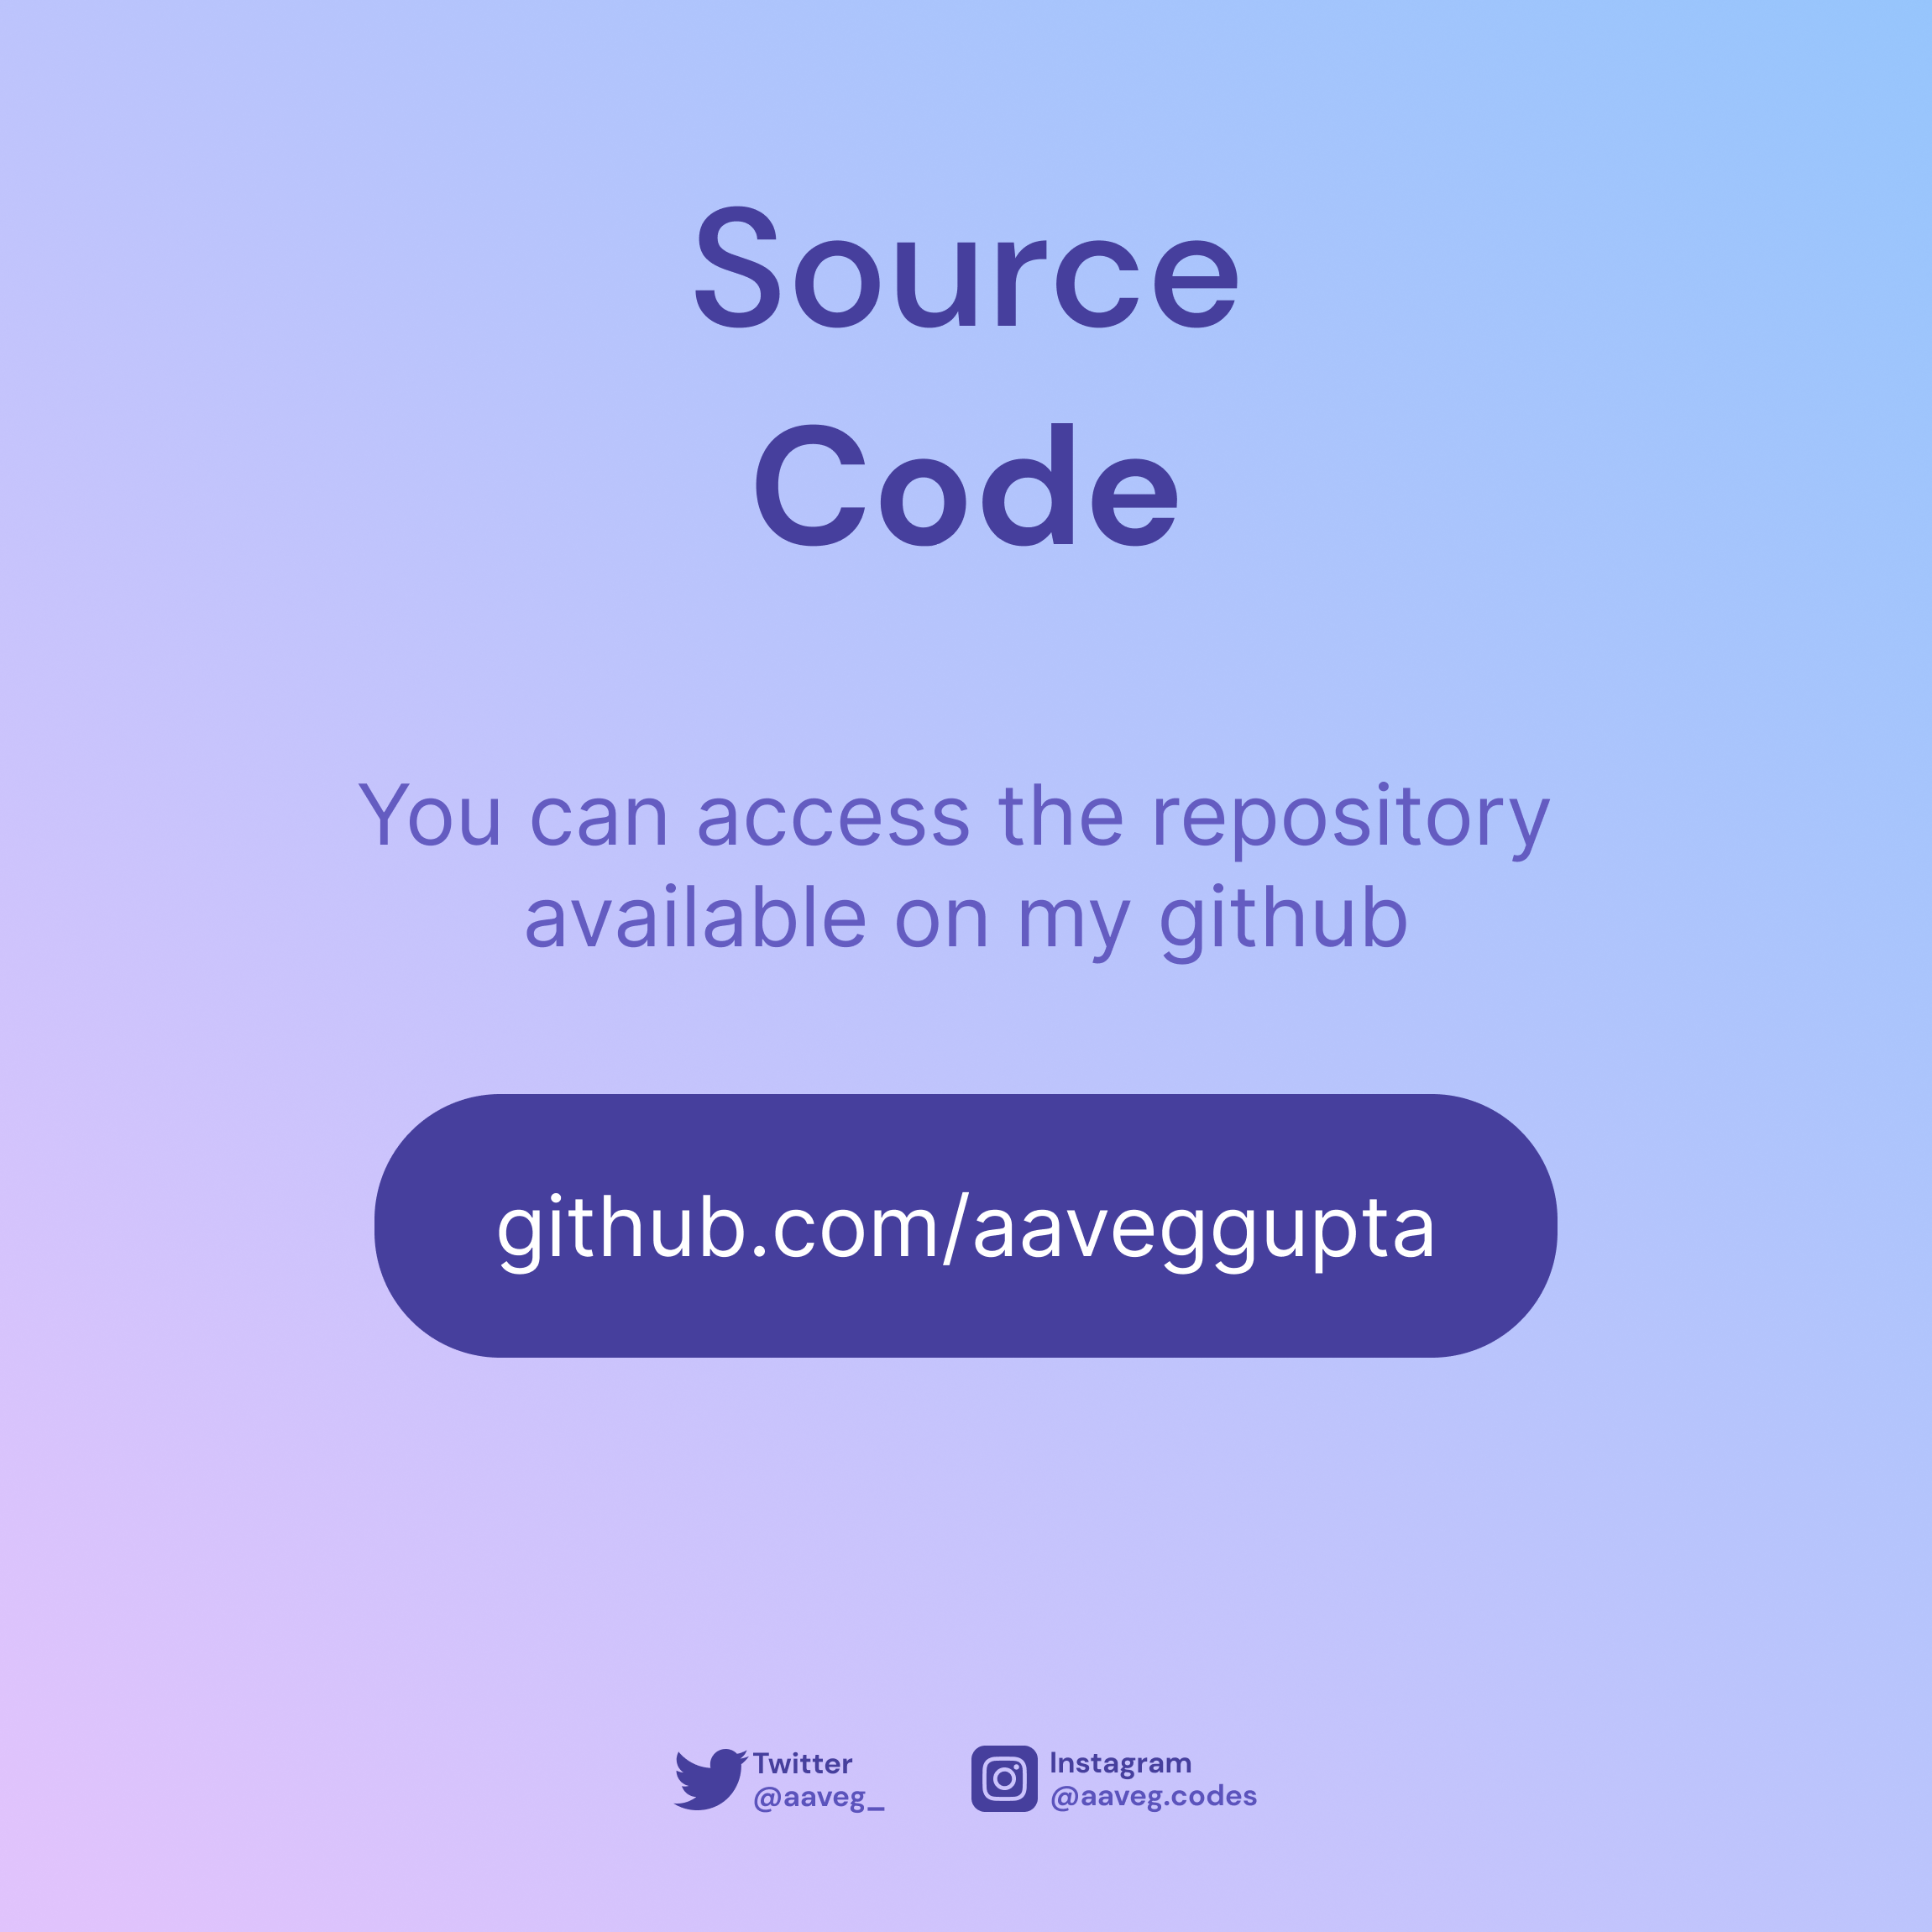 Source
Code
You can access the repository
available on my github
github.com/aaveggupta
Twitter
@aaveg_
Instagram
@aaveg.codes